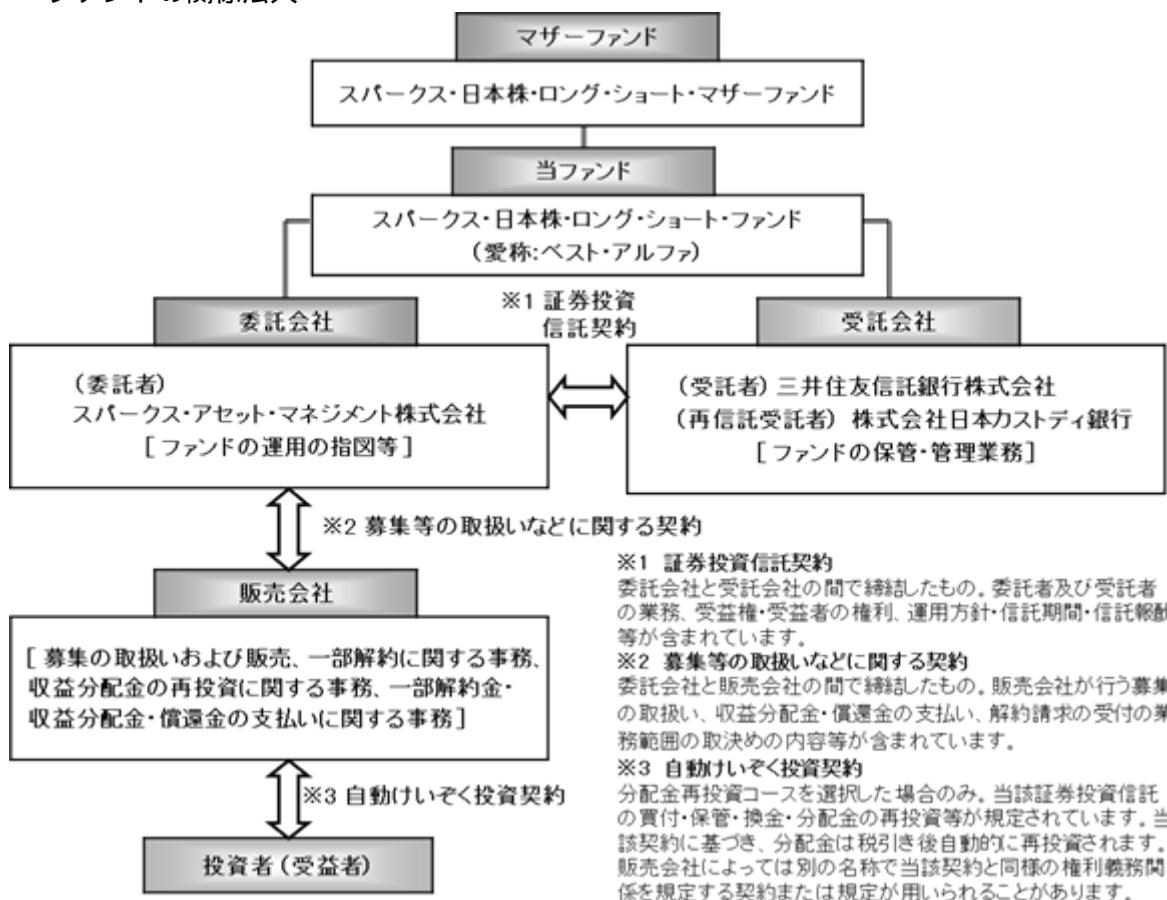 マザーファンド
スパークス・日本株・ロング・ショート・マザーファンド
当ファンド
スパークス・日本株・ロング・ショート・ファンド
(愛称:ベスト・アルファ)
※1 証券投資
信託契約
委託会社
(委託者)
スパークス・アセット・マネジメント株式会社
[ファンドの運用の指図等]
受託会社
(受託者) 三井住友信託銀行株式会社
(再信託受託者) 株式会社日本カストディ銀行
[ファンドの保管・管理業務]
※2 募集等の取扱いなどに関する契約
販売会社
[ 募集の取扱いおよび販売、一部解約に関する事務、
収益分配金の再投資に関する事務、一部解約金・
収益分配金・償還金の支払いに関する事務]
※3 自動けいぞく投資契約
投資者(受益者)
※1 証券投資信託契約
委託会社と受託会社の間で締結したもの。委託者及び受託者
の業務、受益権・受益者の権利、運用方針・信託期間・信託報酬
等が含まれています。
※2 募集等の取扱いなどに関する契約
委託会社と販売会社の間で締結したもの。販売会社が行う募集
の取扱い、収益分配金・償還金の支払い、解約請求の受付の業
務範囲の取決めの内容等が含まれています。
※3 自動けいぞく投資契約
分配金再投資コースを選択した場合のみ。当該証券投資信託
の買付・保管・換金・分配金の再投資等が規定されています。当
該契約に基づき、分配金は税引き後自動的に再投資されます。
販売会社によっては別の名称で当該契約と同様の権利義務関
係を規定する契約または規定が用いられることがあります。